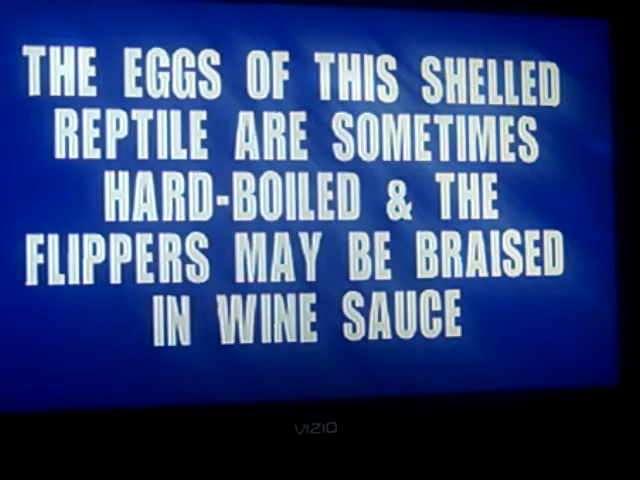 THE EGGS OF THIS SHELLED
REPTILE ARE SOMETIMES
HARD-BOILED & THE
FLIPPERS MAY BE BRAISED
IN WINE SAUCE
VIZIO